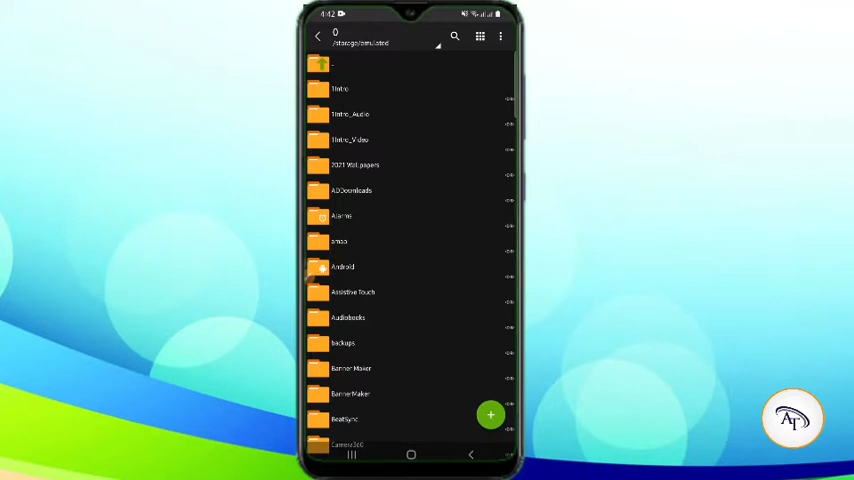 4:42
0
/storage/emulated
..
1Intro
1Intro_Audio
1Intro_Video
2021 Wallpapers
ADDownloads
Alarms
amap
Android
Assistive Touch
Audiobooks
backups
Banner Maker
BannerMaker
BeatSync
Camera360
AT